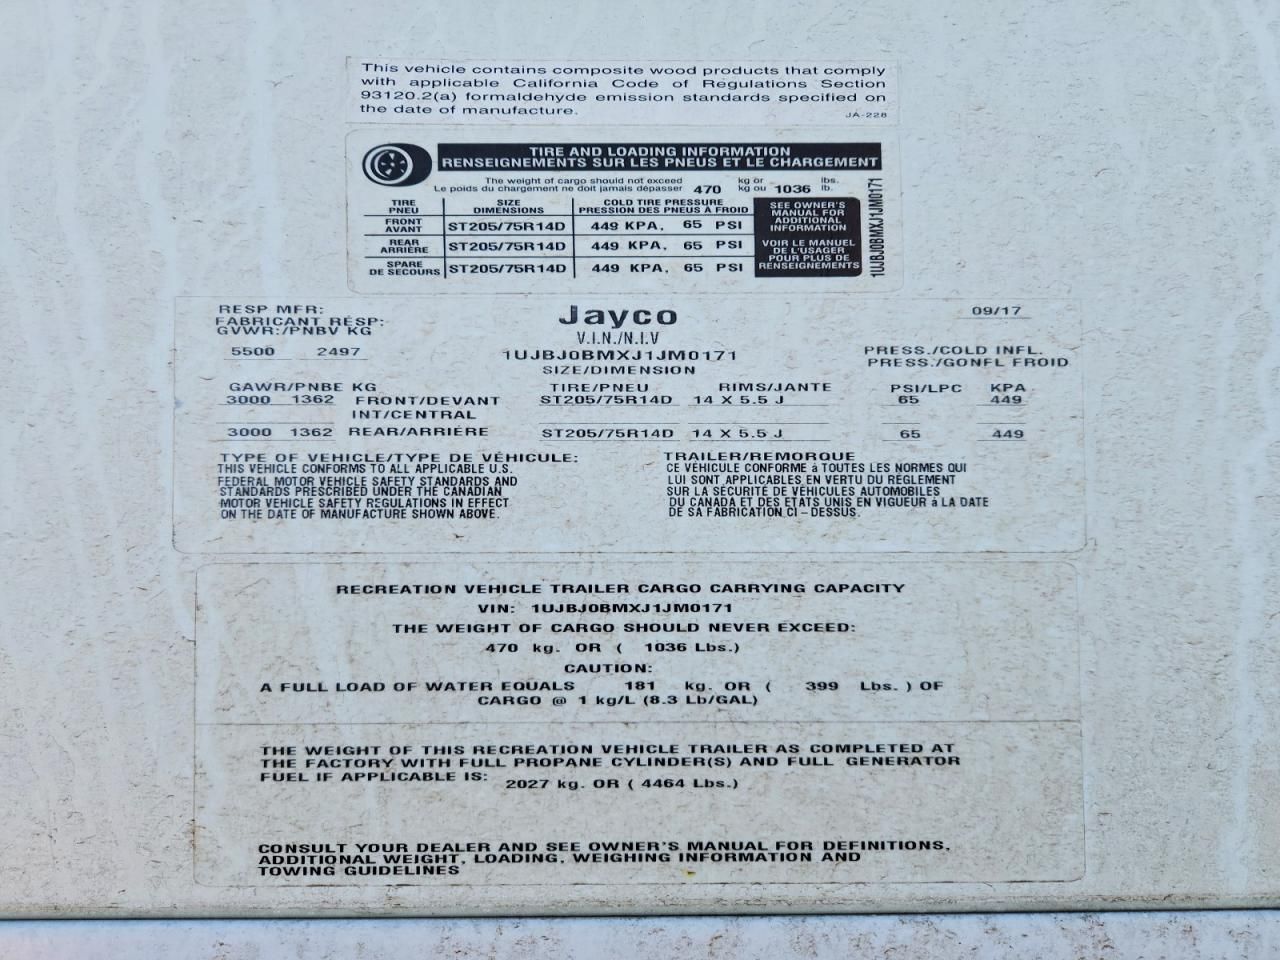 This vehicle contains composite wood products that comply
with applicable California Code of Regulations Section
93120.2(a) formaldehyde emission standards specified on
the date of manufacture.
JA-228
TIRE AND LOADING INFORMATION
RENSEIGNEMENTS SUR LES PNEUS ET LE CHARGEMENT
The weight of cargo should not exceed kg or lbs.
Le poids du chargement ne doit jamais dépasser 470 kg ou 1036 lb.
TIRE SIZE COLD TIRE PRESSURE
PNEU DIMENSIONS PRESSION DES PNEUS À FROID
FRONT
AVANT ST205/75R14D 449 KPA, 65 PSI
REAR
ARRIÈRE ST205/75R14D 449 KPA, 65 PSI
SPARE
DE SECOURS ST205/75R14D 449 KPA, 65 PSI
SEE OWNER'S
MANUAL FOR
ADDITIONAL
INFORMATION
VOIR LE MANUEL
DE L'USAGER
POUR PLUS DE
RENSEIGNEMENTS
1UJBJ0BMXJ1JM0171
RESP MFR: Jayco 09/17
FABRICANT RÉSP:
GVWR:/PNBV KG V.I.N./N.I.V
5500 2497 1UJBJ0BMXJ1JM0171 PRESS./COLD INFL.
SIZE/DIMENSION PRESS./GONFL FROID
GAWR/PNBE KG TIRE/PNEU RIMS/JANTE PSI/LPC KPA
3000 1362 FRONT/DEVANT ST205/75R14D 14 X 5.5 J 65 449
INT/CENTRAL
3000 1362 REAR/ARRIÈRE ST205/75R14D 14 X 5.5 J 65 449
TYPE OF VEHICLE/TYPE DE VÉHICULE: TRAILER/REMORQUE
THIS VEHICLE CONFORMS TO ALL APPLICABLE U.S.
FEDERAL MOTOR VEHICLE SAFETY STANDARDS AND
STANDARDS PRESCRIBED UNDER THE CANADIAN
MOTOR VEHICLE SAFETY REGULATIONS IN EFFECT
ON THE DATE OF MANUFACTURE SHOWN ABOVE.
CE VÉHICULE CONFORME à TOUTES LES NORMES QUI
LUI SONT APPLICABLES EN VERTU DU RÈGLEMENT
SUR LA SÉCURITÉ DE VÉHICULES AUTOMOBILES
DU CANADA ET DES ETATS UNIS EN VIGUEUR à LA DATE
DE SA FABRICATION CI – DESSUS.
RECREATION VEHICLE TRAILER CARGO CARRYING CAPACITY
VIN: 1UJBJ0BMXJ1JM0171
THE WEIGHT OF CARGO SHOULD NEVER EXCEED:
470 kg. OR ( 1036 Lbs.)
CAUTION:
A FULL LOAD OF WATER EQUALS 181 kg. OR ( 399 Lbs. ) OF
CARGO @ 1 kg/L (8.3 Lb/GAL)
THE WEIGHT OF THIS RECREATION VEHICLE TRAILER AS COMPLETED AT
THE FACTORY WITH FULL PROPANE CYLINDER(S) AND FULL GENERATOR
FUEL IF APPLICABLE IS: 2027 kg. OR ( 4464 Lbs.)
CONSULT YOUR DEALER AND SEE OWNER'S MANUAL FOR DEFINITIONS,
ADDITIONAL WEIGHT, LOADING, WEIGHING INFORMATION AND
TOWING GUIDELINES